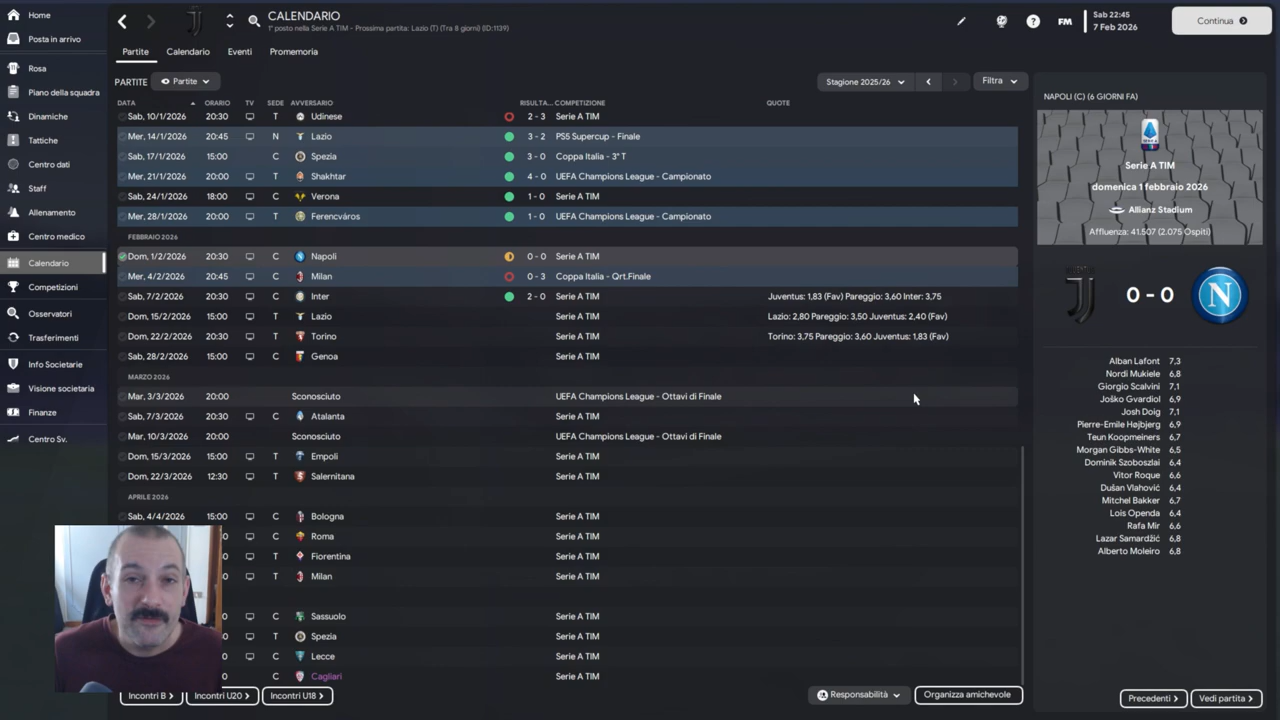 Home
Posta in arrivo
Rosa
Piano della squadra
Dinamiche
Tattiche
Centro dati
Staff
Allenamento
Centro medico
Calendario
Competizioni
Osservatori
Trasferimenti
Info Societarie
Visione societaria
Finanze
Centro Sv.
CALENDARIO
1° posto nella Serie A TIM - Prossima partita: Lazio (T) (Tra 8 giorni) (ID:1139)
FM
Sab 22:45
7 Feb 2026
Continua
Partite Calendario Eventi Promemoria
PARTITE Partite Stagione 2025/26 Filtra
DATA ORARIO TV SEDE AVVERSARIO RISULTA... COMPETIZIONE QUOTE
Sab, 10/1/2026 20:30 T Udinese 2 - 3 Serie A TIM
Mer, 14/1/2026 20:45 N Lazio 3 - 2 PS5 Supercup - Finale
Sab, 17/1/2026 15:00 C Spezia 3 - 0 Coppa Italia - 3° T
Mer, 21/1/2026 20:00 T Shakhtar 4 - 0 UEFA Champions League - Campionato
Sab, 24/1/2026 18:00 C Verona 1 - 0 Serie A TIM
Mer, 28/1/2026 20:00 T Ferencváros 1 - 0 UEFA Champions League - Campionato
FEBBRAIO 2026
Dom, 1/2/2026 20:30 C Napoli 0 - 0 Serie A TIM
Mer, 4/2/2026 20:45 C Milan 0 - 3 Coppa Italia - Qrt.Finale
Sab, 7/2/2026 20:30 C Inter 2 - 0 Serie A TIM Juventus: 1,83 (Fav) Pareggio: 3,60 Inter: 3,75
Dom, 15/2/2026 15:00 T Lazio Serie A TIM Lazio: 2,80 Pareggio: 3,50 Juventus: 2,40 (Fav)
Dom, 22/2/2026 20:30 T Torino Serie A TIM Torino: 3,75 Pareggio: 3,60 Juventus: 1,83 (Fav)
Sab, 28/2/2026 15:00 C Genoa Serie A TIM
MARZO 2026
Mar, 3/3/2026 20:00 Sconosciuto UEFA Champions League - Ottavi di Finale
Sab, 7/3/2026 20:30 C Atalanta Serie A TIM
Mar, 10/3/2026 20:00 Sconosciuto UEFA Champions League - Ottavi di Finale
Dom, 15/3/2026 15:00 T Empoli Serie A TIM
Dom, 22/3/2026 12:30 T Salernitana Serie A TIM
APRILE 2026
Sab, 4/4/2026 15:00 C Bologna Serie A TIM
0 C Roma Serie A TIM
0 T Fiorentina Serie A TIM
0 T Milan Serie A TIM
0 C Sassuolo Serie A TIM
0 T Spezia Serie A TIM
0 C Lecce Serie A TIM
0 C Cagliari Serie A TIM
Incontri B Incontri U20 Incontri U18 Responsabilità Organizza amichevole
NAPOLI (C) (6 GIORNI FA)
Serie A TIM
domenica 1 febbraio 2026
Allianz Stadium
Affluenza: 41.507 (2.075 Ospiti)
0 - 0
N
Alban Lafont 7,3
Nordi Mukiele 6,8
Giorgio Scalvini 7,1
Joško Gvardiol 6,9
Josh Doig 7,1
Pierre-Emile Højbjerg 6,9
Teun Koopmeiners 6,7
Morgan Gibbs-White 6,5
Dominik Szoboszlai 6,4
Vitor Roque 6,6
Dušan Vlahović 6,4
Mitchel Bakker 6,7
Lois Openda 6,4
Rafa Mir 6,6
Lazar Samardžić 6,8
Alberto Moleiro 6,8
Precedenti Vedi partita